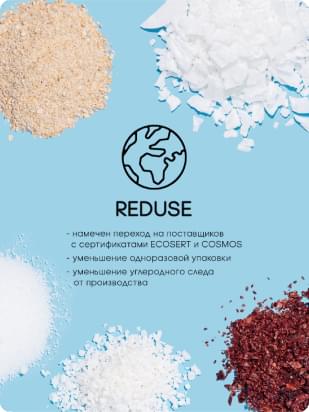 REDUSE
- намечен переход на поставщиков
с сертификатами ECOSERT и COSMOS
- уменьшение одноразовой упаковки
- уменьшение углеродного следа
от производства